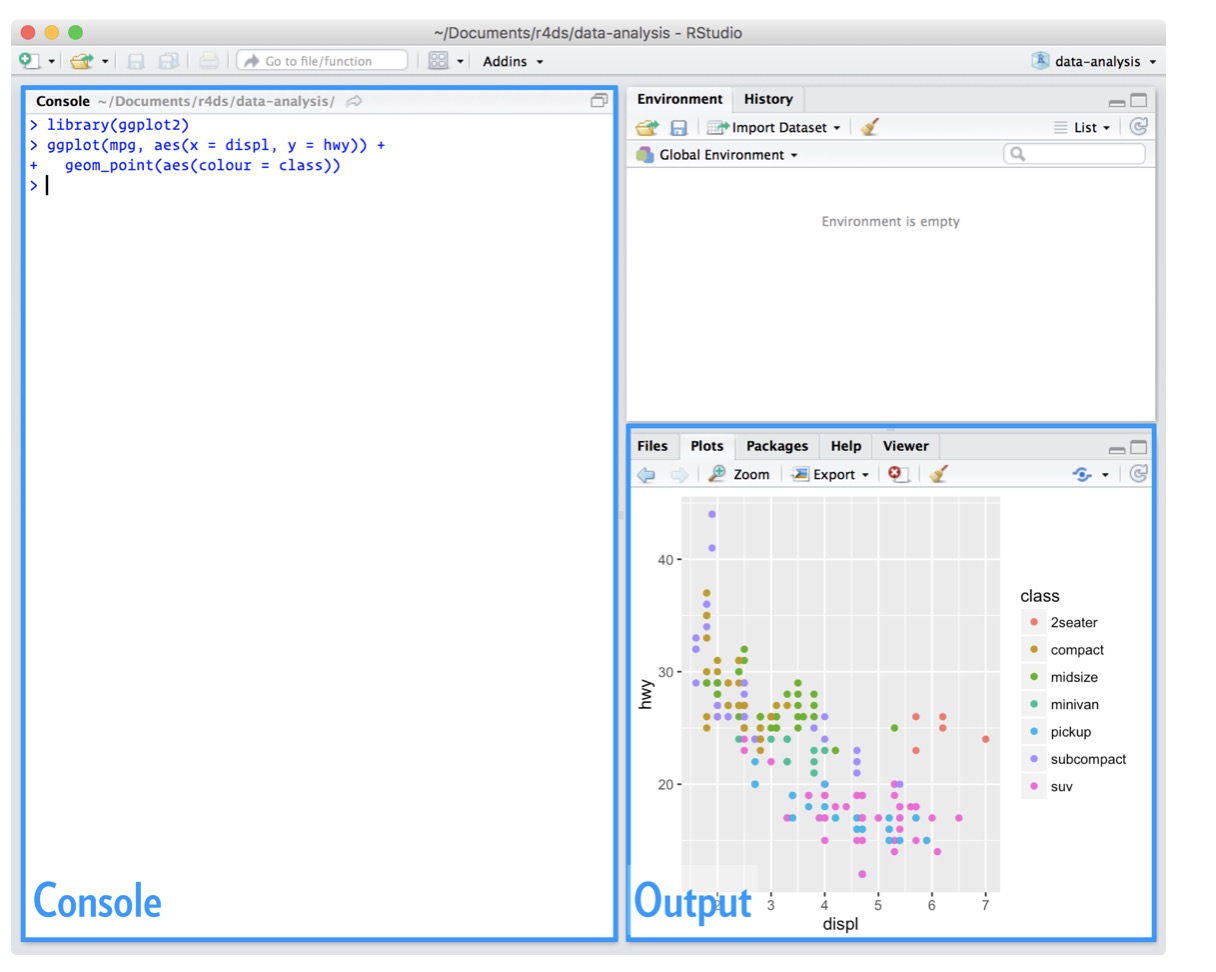 ~/Documents/r4ds/data-analysis - RStudio
Go to file/function
Addins
data-analysis
Console ~/Documents/r4ds/data-analysis/
> library(ggplot2)
> ggplot(mpg, aes(x = displ, y = hwy)) +
+   geom_point(aes(colour = class))
>
Console
Environment History
Import Dataset
List
Global Environment
Environment is empty
Files Plots Packages Help Viewer
Zoom Export
40
30
20
hwy
2 3 4 5 6 7
displ
class
2seater
compact
midsize
minivan
pickup
subcompact
suv
Output